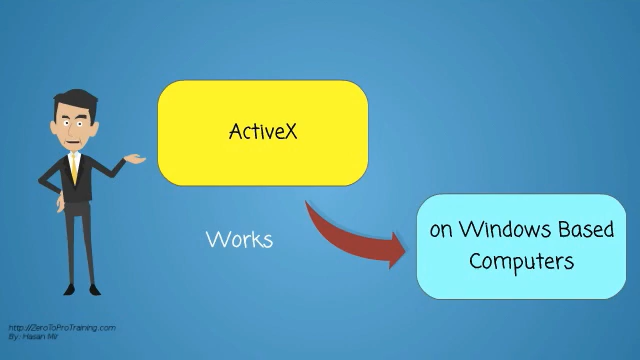 ActiveX
Works
on Windows Based
Computers
http://ZeroToProTraining.com
By: Hasan Mir